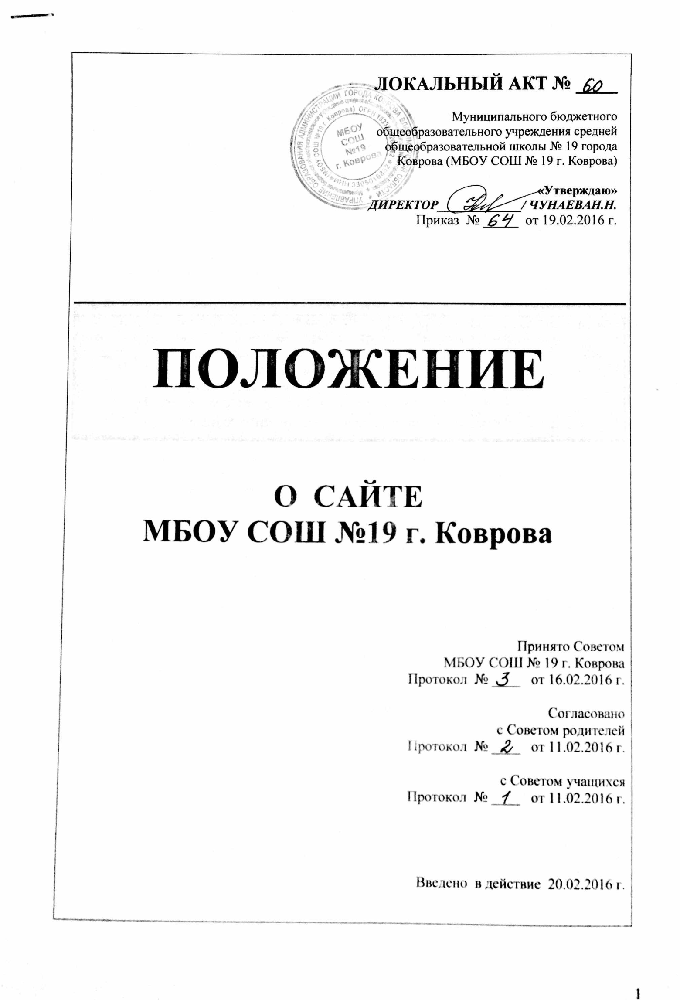 ЛОКАЛЬНЫЙ АКТ № 60
Муниципального бюджетного
общеобразовательного учреждения средней
общеобразовательной школы № 19 города
Коврова (МБОУ СОШ № 19 г. Коврова)
МБОУ
СОШ
№19
г. Коврова
«Утверждаю»
ДИРЕКТОР / ЧУНАЕВАН.Н.
Приказ № 64 от 19.02.2016 г.
ПОЛОЖЕНИЕ
О САЙТЕ
МБОУ СОШ №19 г. Коврова
Принято Советом
МБОУ СОШ № 19 г. Коврова
Протокол № 3 от 16.02.2016 г.
Согласовано
с Советом родителей
Протокол № 2 от 11.02.2016 г.
с Советом учащихся
Протокол № 1 от 11.02.2016 г.
Введено в действие 20.02.2016 г.
1